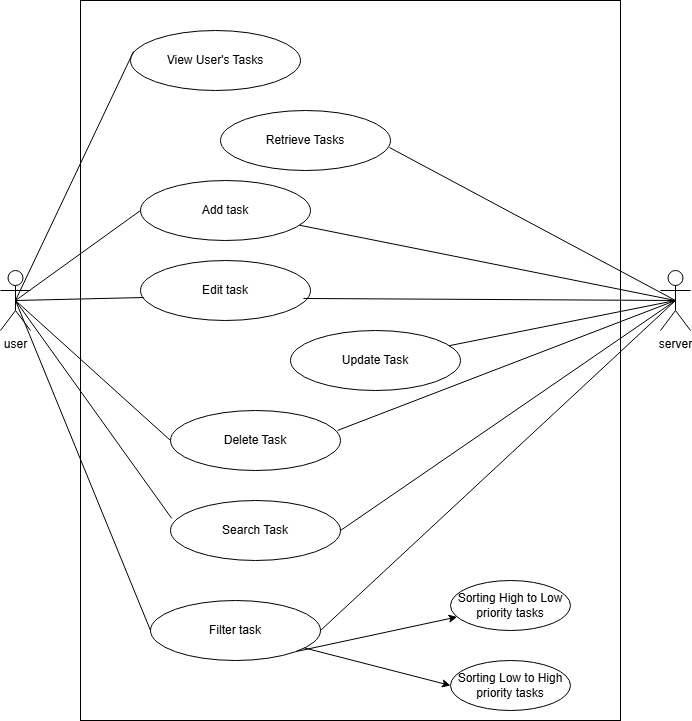 View User's Tasks
Retrieve Tasks
Add task
Edit task
user
server
Update Task
Delete Task
Search Task
Sorting High to Low
priority tasks
Filter task
Sorting Low to High
priority tasks